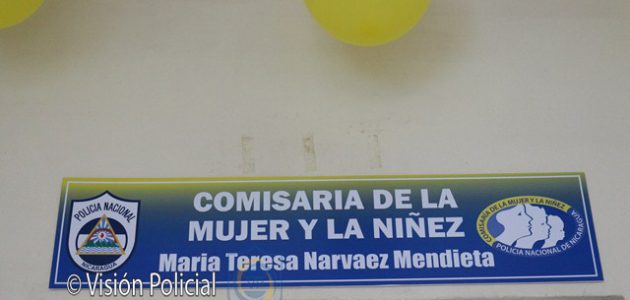 POLICIA NACIONAL
NICARAGUA
COMISARIA DE LA
MUJER Y LA NIÑEZ
Maria Teresa Narvaez Mendieta
COMISARIA DE LA MUJER Y LA NIÑEZ
POLICIA NACIONAL DE NICARAGUA
© Visión Policial